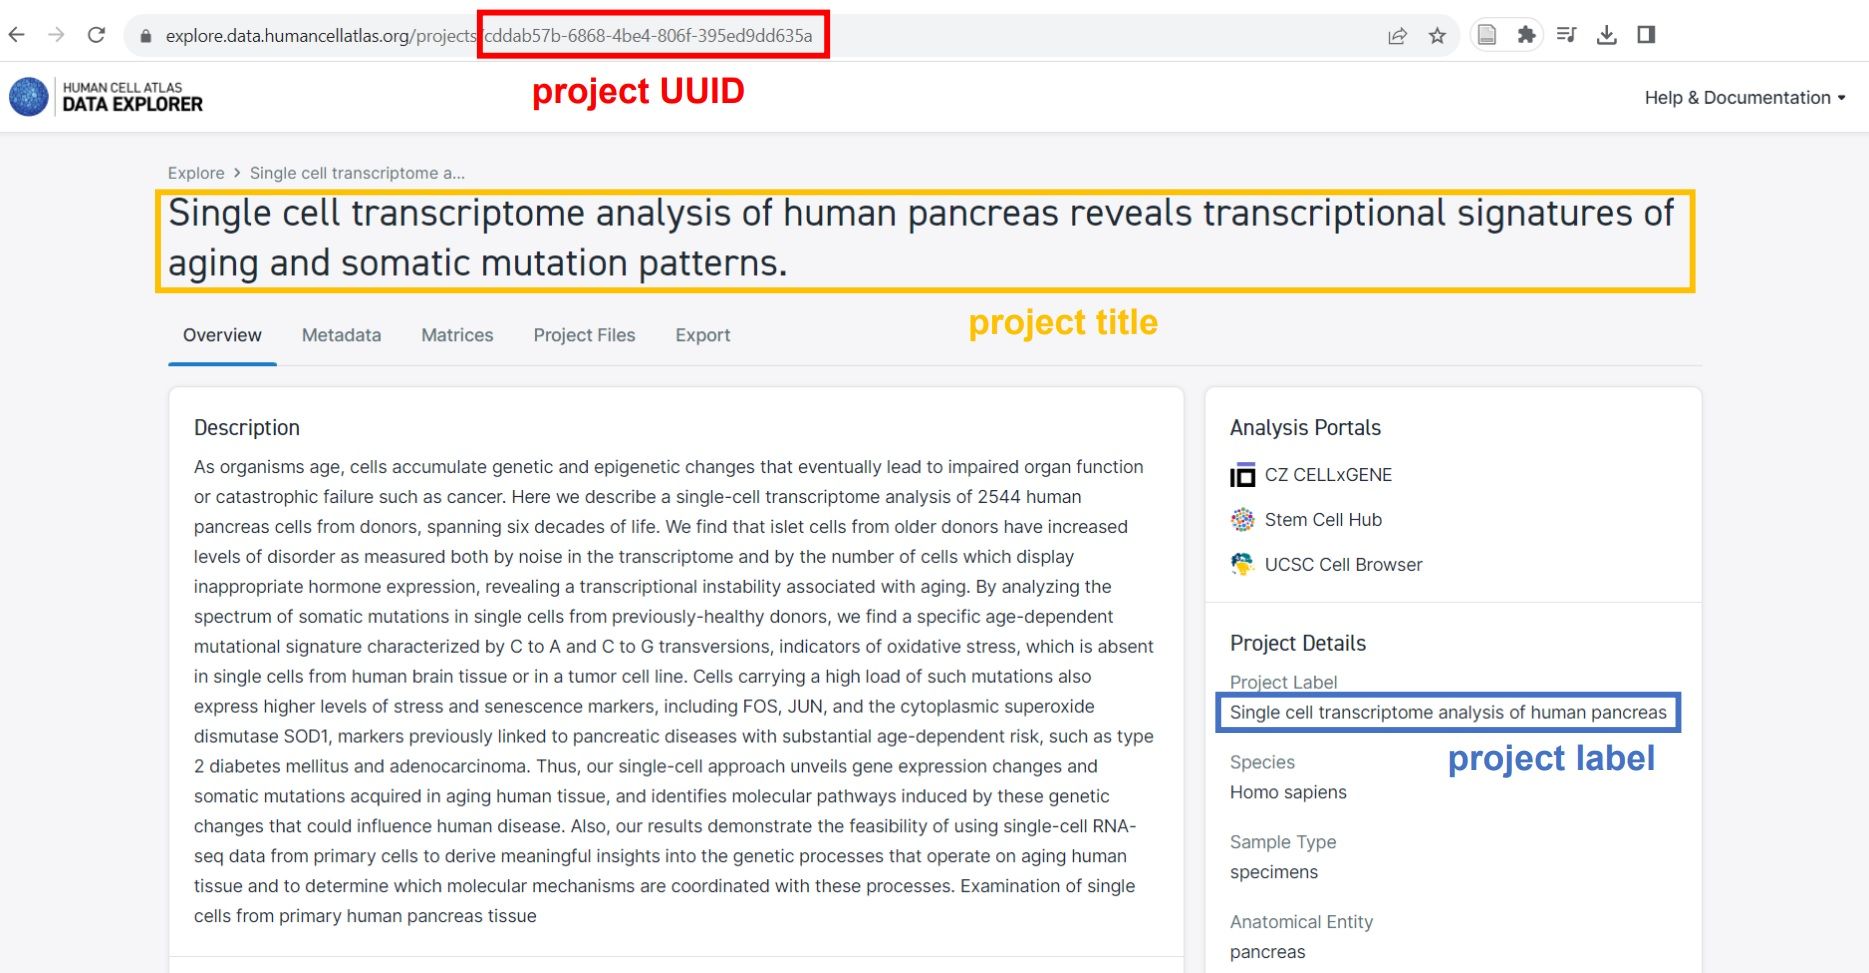 explore.data.humancellatlas.org/projects/cddab57b-6868-4be4-806f-395ed9dd635a
project UUID
HUMAN CELL ATLAS
DATA EXPLORER
Help & Documentation
Explore > Single cell transcriptome a...
Single cell transcriptome analysis of human pancreas reveals transcriptional signatures of
aging and somatic mutation patterns.
project title
Overview Metadata Matrices Project Files Export
Description
As organisms age, cells accumulate genetic and epigenetic changes that eventually lead to impaired organ function
or catastrophic failure such as cancer. Here we describe a single-cell transcriptome analysis of 2544 human
pancreas cells from donors, spanning six decades of life. We find that islet cells from older donors have increased
levels of disorder as measured both by noise in the transcriptome and by the number of cells which display
inappropriate hormone expression, revealing a transcriptional instability associated with aging. By analyzing the
spectrum of somatic mutations in single cells from previously-healthy donors, we find a specific age-dependent
mutational signature characterized by C to A and C to G transversions, indicators of oxidative stress, which is absent
in single cells from human brain tissue or in a tumor cell line. Cells carrying a high load of such mutations also
express higher levels of stress and senescence markers, including FOS, JUN, and the cytoplasmic superoxide
dismutase SOD1, markers previously linked to pancreatic diseases with substantial age-dependent risk, such as type
2 diabetes mellitus and adenocarcinoma. Thus, our single-cell approach unveils gene expression changes and
somatic mutations acquired in aging human tissue, and identifies molecular pathways induced by these genetic
changes that could influence human disease. Also, our results demonstrate the feasibility of using single-cell RNA-
seq data from primary cells to derive meaningful insights into the genetic processes that operate on aging human
tissue and to determine which molecular mechanisms are coordinated with these processes. Examination of single
cells from primary human pancreas tissue
Analysis Portals
CZ CELLxGENE
Stem Cell Hub
UCSC Cell Browser
Project Details
Project Label
Single cell transcriptome analysis of human pancreas
project label
Species
Homo sapiens
Sample Type
specimens
Anatomical Entity
pancreas